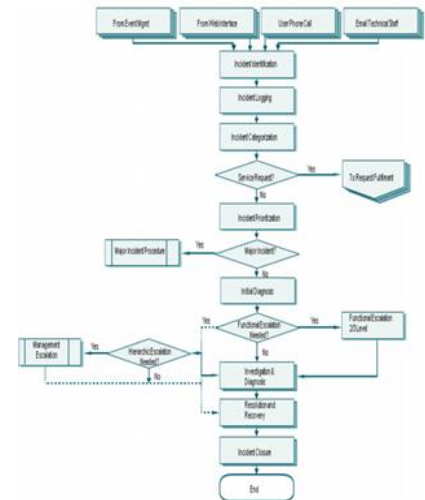 From Event Mgmt
From Web Interface
User Phone Call
Email Technical Staff
Incident Identification
Incident Logging
Incident Categorization
Service Request?
Yes
To Request Fulfilment
No
Incident Prioritization
Major Incident Procedure
Yes
Major Incident?
No
Initial Diagnosis
Yes
Functional Escalation
Needed?
Yes
Functional Escalation
2/3 Level
Management
Escalation
Yes
Hierarchic Escalation
Needed?
No
No
Investigation &
Diagnosis
Resolution and
Recovery
Incident Closure
End